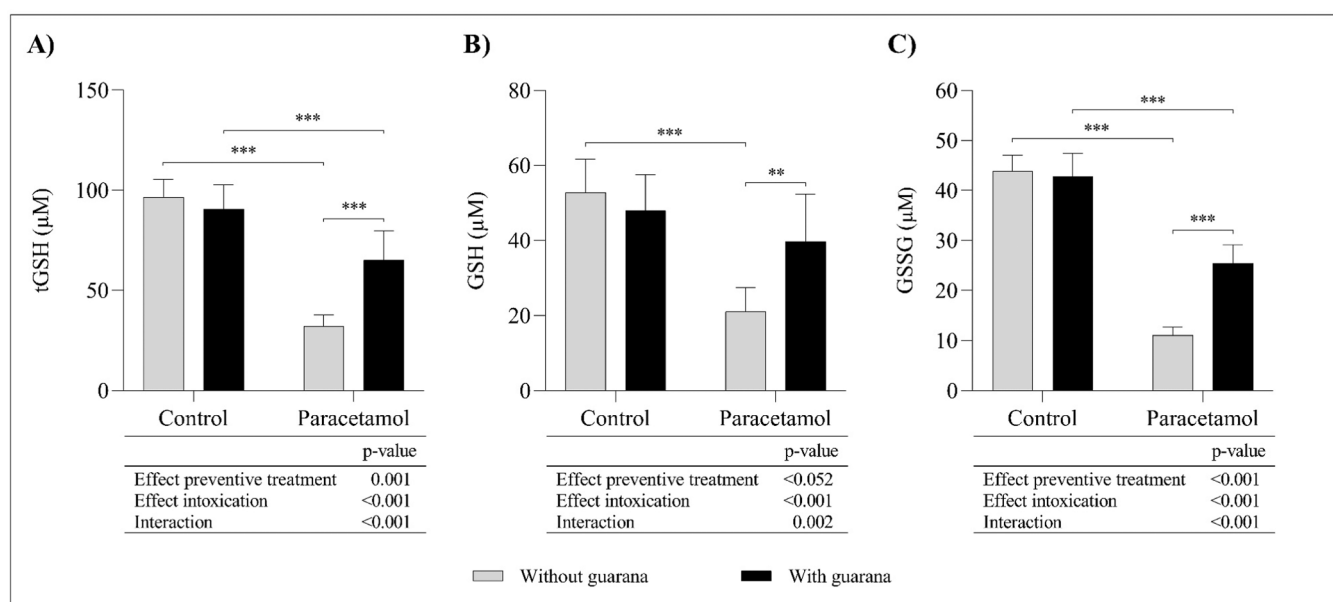 A)
150
100
50
0
tGSH (µM)
***
***
***
Control Paracetamol
p-value
Effect preventive treatment 0.001
Effect intoxication <0.001
Interaction <0.001
B)
80
60
40
20
0
GSH (µM)
***
**
Control Paracetamol
p-value
Effect preventive treatment <0.052
Effect intoxication <0.001
Interaction 0.002
C)
60
50
40
30
20
10
0
GSSG (µM)
***
***
***
Control Paracetamol
p-value
Effect preventive treatment <0.001
Effect intoxication <0.001
Interaction <0.001
Without guarana With guarana